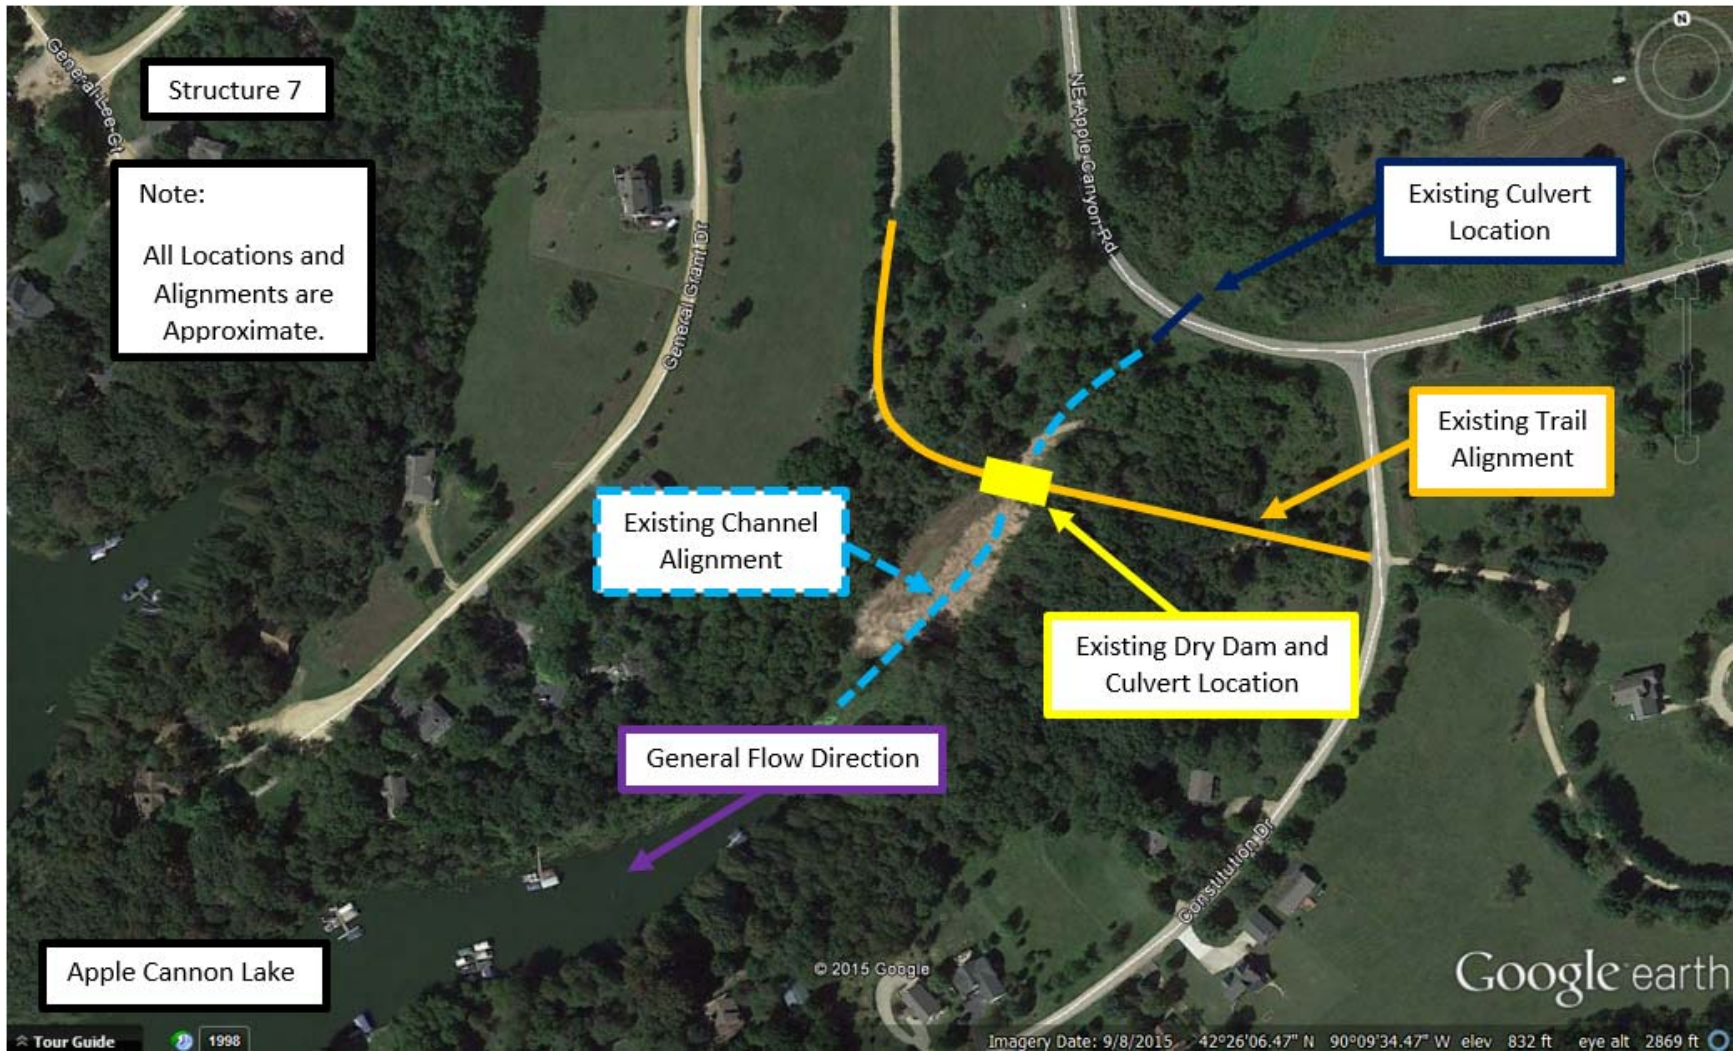 General Lee Ct
Structure 7
Note:
All Locations and
Alignments are
Approximate.
N
NE Apple Canyon Rd
General Grant Dr
Existing Culvert
Location
Existing Trail
Alignment
Existing Channel
Alignment
Existing Dry Dam and
Culvert Location
General Flow Direction
Constitution Dr
Apple Cannon Lake
© 2015 Google
Google earth
Tour Guide
1998
Imagery Date: 9/8/2015 42°26'06.47" N 90°09'34.47" W elev 832 ft eye alt 2869 ft